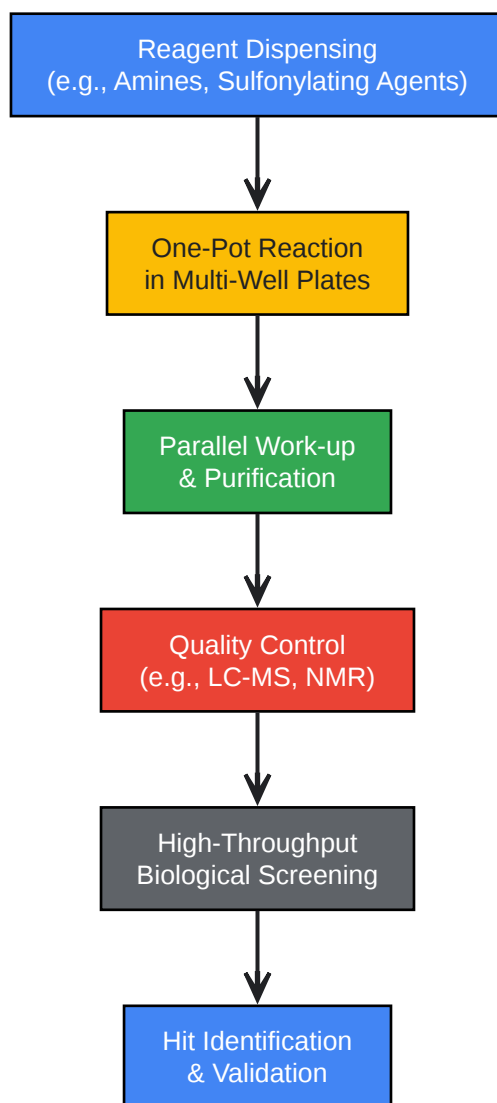 Reagent Dispensing
(e.g., Amines, Sulfonylating Agents)
One-Pot Reaction
in Multi-Well Plates
Parallel Work-up
& Purification
Quality Control
(e.g., LC-MS, NMR)
High-Throughput
Biological Screening
Hit Identification
& Validation